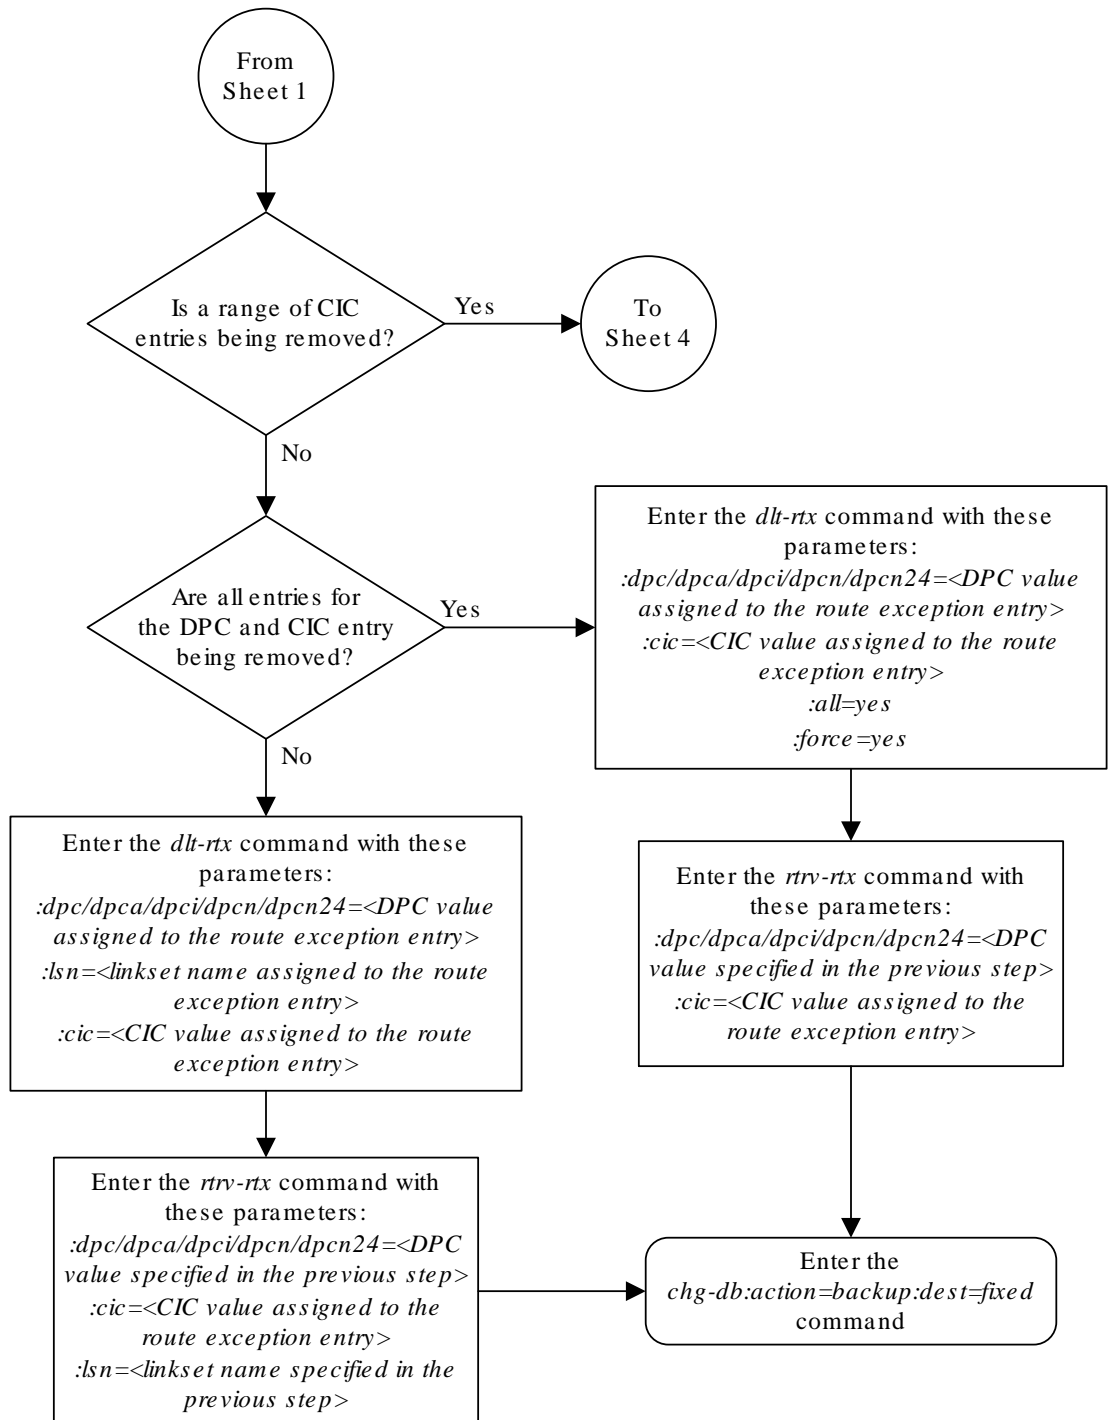 From
Sheet 1
Is a range of CIC
entries being removed?
Yes
To
Sheet 4
No
Are all entries for
the DPC and CIC entry
being removed?
Yes
Enter the dlt-rtx command with these
parameters:
:dpc/dpca/dpci/dpcn/dpcn24=<DPC value
assigned to the route exception entry>
:cic=<CIC value assigned to the route
exception entry>
:all=yes
:force=yes
No
Enter the dlt-rtx command with these
parameters:
:dpc/dpca/dpci/dpcn/dpcn24=<DPC value
assigned to the route exception entry>
:lsn=<linkset name assigned to the route
exception entry>
:cic=<CIC value assigned to the route
exception entry>
Enter the rtrv-rtx command with
these parameters:
:dpc/dpca/dpci/dpcn/dpcn24=<DPC
value specified in the previous step>
:cic=<CIC value assigned to the
route exception entry>
Enter the rtrv-rtx command with
these parameters:
:dpc/dpca/dpci/dpcn/dpcn24=<DPC
value specified in the previous step>
:cic=<CIC value assigned to the
route exception entry>
:lsn=<linkset name specified in the
previous step>
Enter the
chg-db:action=backup:dest=fixed
command